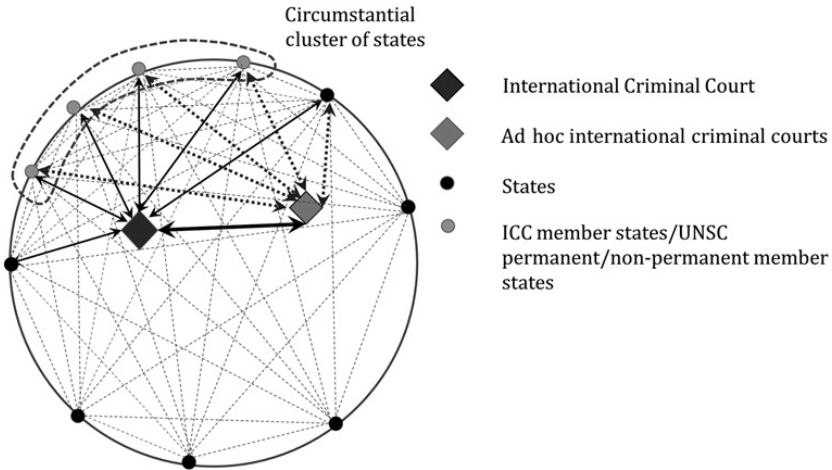 Circumstantial
cluster of states
International Criminal Court
Ad hoc international criminal courts
States
ICC member states/UNSC
permanent/non-permanent member
states